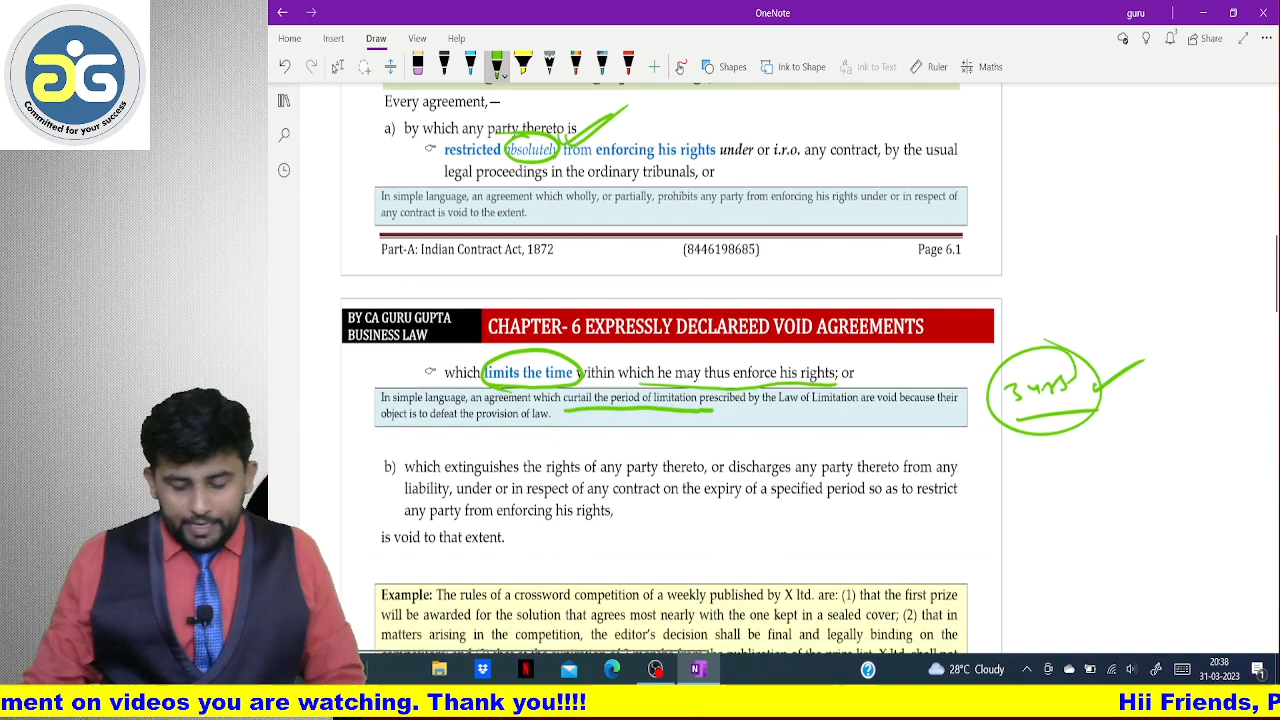 OneNote
guru
Home Insert Draw View Help
Shapes Ink to Shape Ink to Text Ruler Maths Share
Every agreement,—
a) by which any party thereto is
restricted absolutely from enforcing his rights under or i.r.o. any contract, by the usual
legal proceedings in the ordinary tribunals, or
In simple language, an agreement which wholly, or partially, prohibits any party from enforcing his rights under or in respect of
any contract is void to the extent.
Part-A: Indian Contract Act, 1872 (8446198685) Page 6.1
BY CA GURU GUPTA
BUSINESS LAW
CHAPTER- 6 EXPRESSLY DECLAREED VOID AGREEMENTS
which limits the time within which he may thus enforce his rights; or
In simple language, an agreement which curtail the period of limitation prescribed by the Law of Limitation are void because their
object is to defeat the provision of law.
3 yrs
b) which extinguishes the rights of any party thereto, or discharges any party thereto from any
liability, under or in respect of any contract on the expiry of a specified period so as to restrict
any party from enforcing his rights,
is void to that extent.
Example: The rules of a crossword competition of a weekly published by X ltd. are: (1) that the first prize
will be awarded for the solution that agrees most nearly with the one kept in a sealed cover; (2) that in
matters arising in the competition, the editor's decision shall be final and legally binding on the
GG
Committed for your success
28°C Cloudy
20:38
31-03-2023
ment on videos you are watching. Thank you!!!! Hii Friends, P